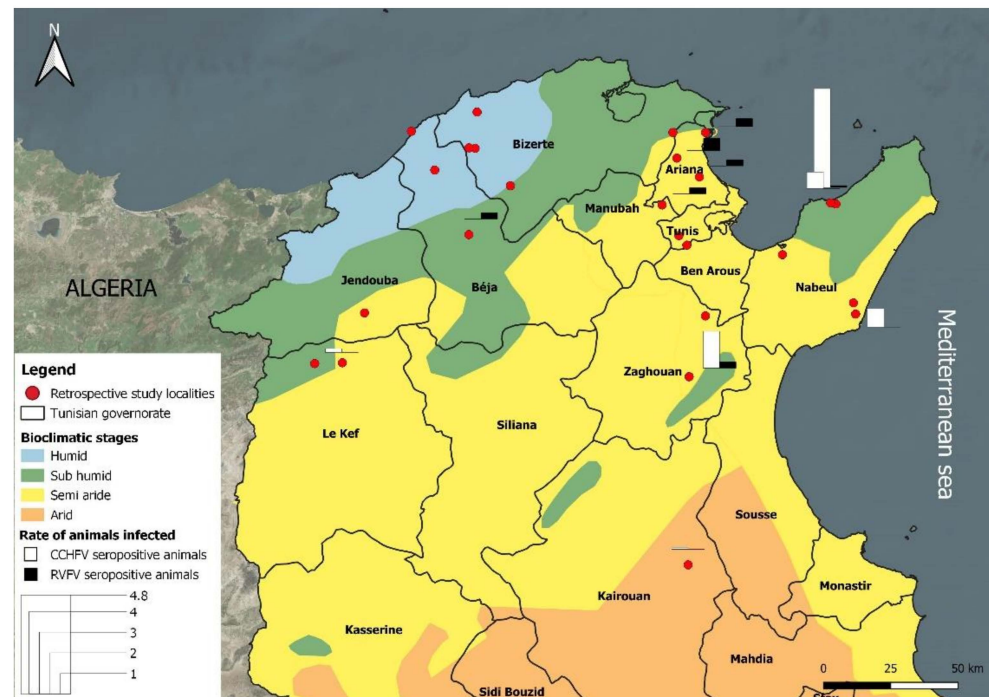 N
Bizerte
Ariana
Manubah
Tunis
Ben Arous
Nabeul
Jendouba
Béja
ALGERIA
Mediterranean sea
Zaghouan
Le Kef
Siliana
Sousse
Kairouan
Monastir
Kasserine
Mahdia
Sidi Bouzid
Legend
Retrospective study localities
Tunisian governorate
Bioclimatic stages
Humid
Sub humid
Semi aride
Arid
Rate of animals infected
CCHFV seropositive animals
RVFV seropositive animals
4.8
4
3
2
1
0 25 50 km